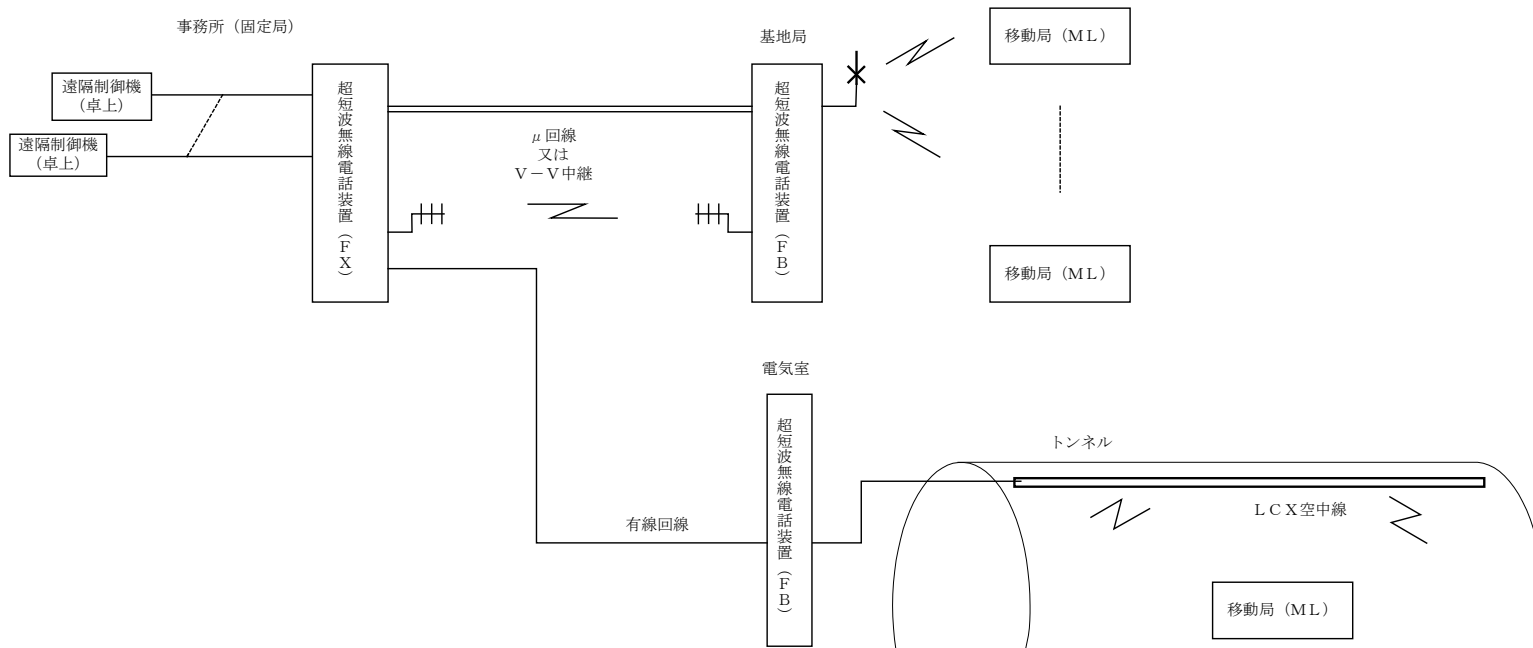 事務所（固定局）
基地局
移動局（ＭＬ）
遠隔制御機
（卓上）
遠隔制御機
（卓上）
超短波無線電話装置（ＦＸ）
μ回線
又は
Ｖ－Ｖ中継
超短波無線電話装置（ＦＢ）
移動局（ＭＬ）
電気室
超短波無線電話装置（ＦＢ）
有線回線
トンネル
ＬＣＸ空中線
移動局（ＭＬ）